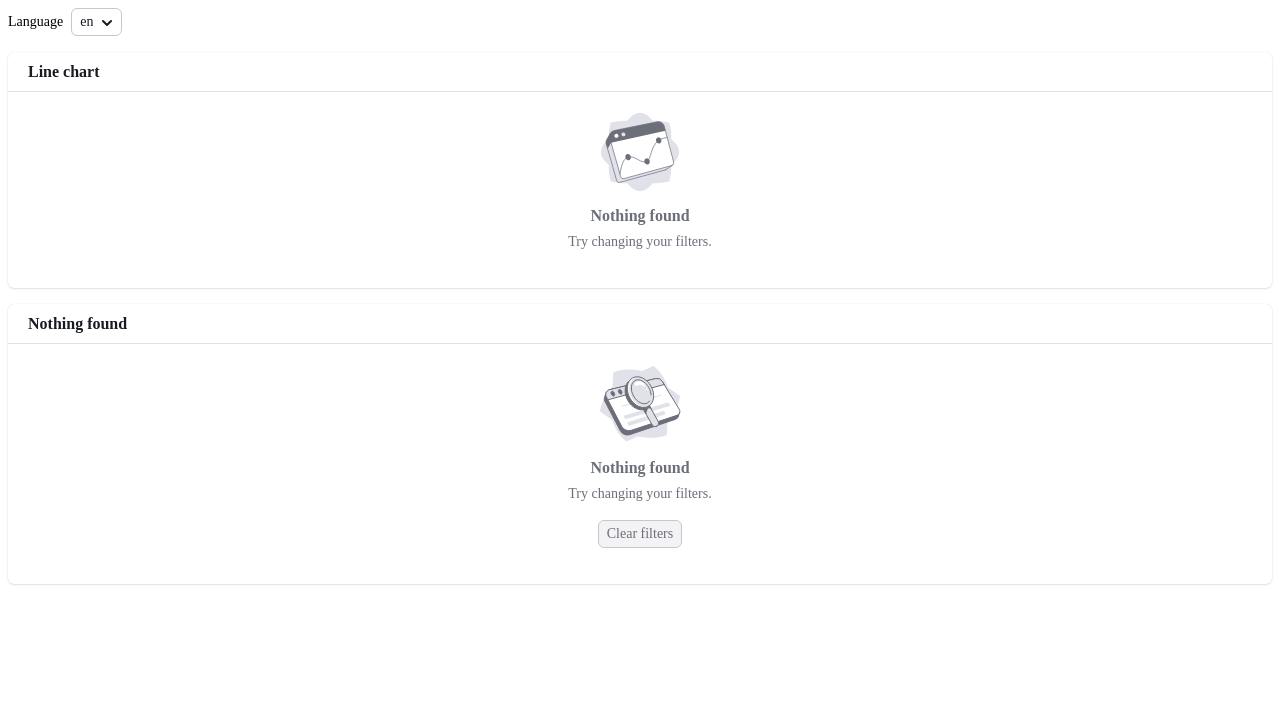 Language en
Line chart
Nothing found
Try changing your filters.
Nothing found
Nothing found
Try changing your filters.
Clear filters